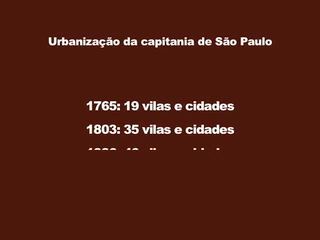 Urbanização da capitania de São Paulo
1765: 19 vilas e cidades
1803: 35 vilas e cidades